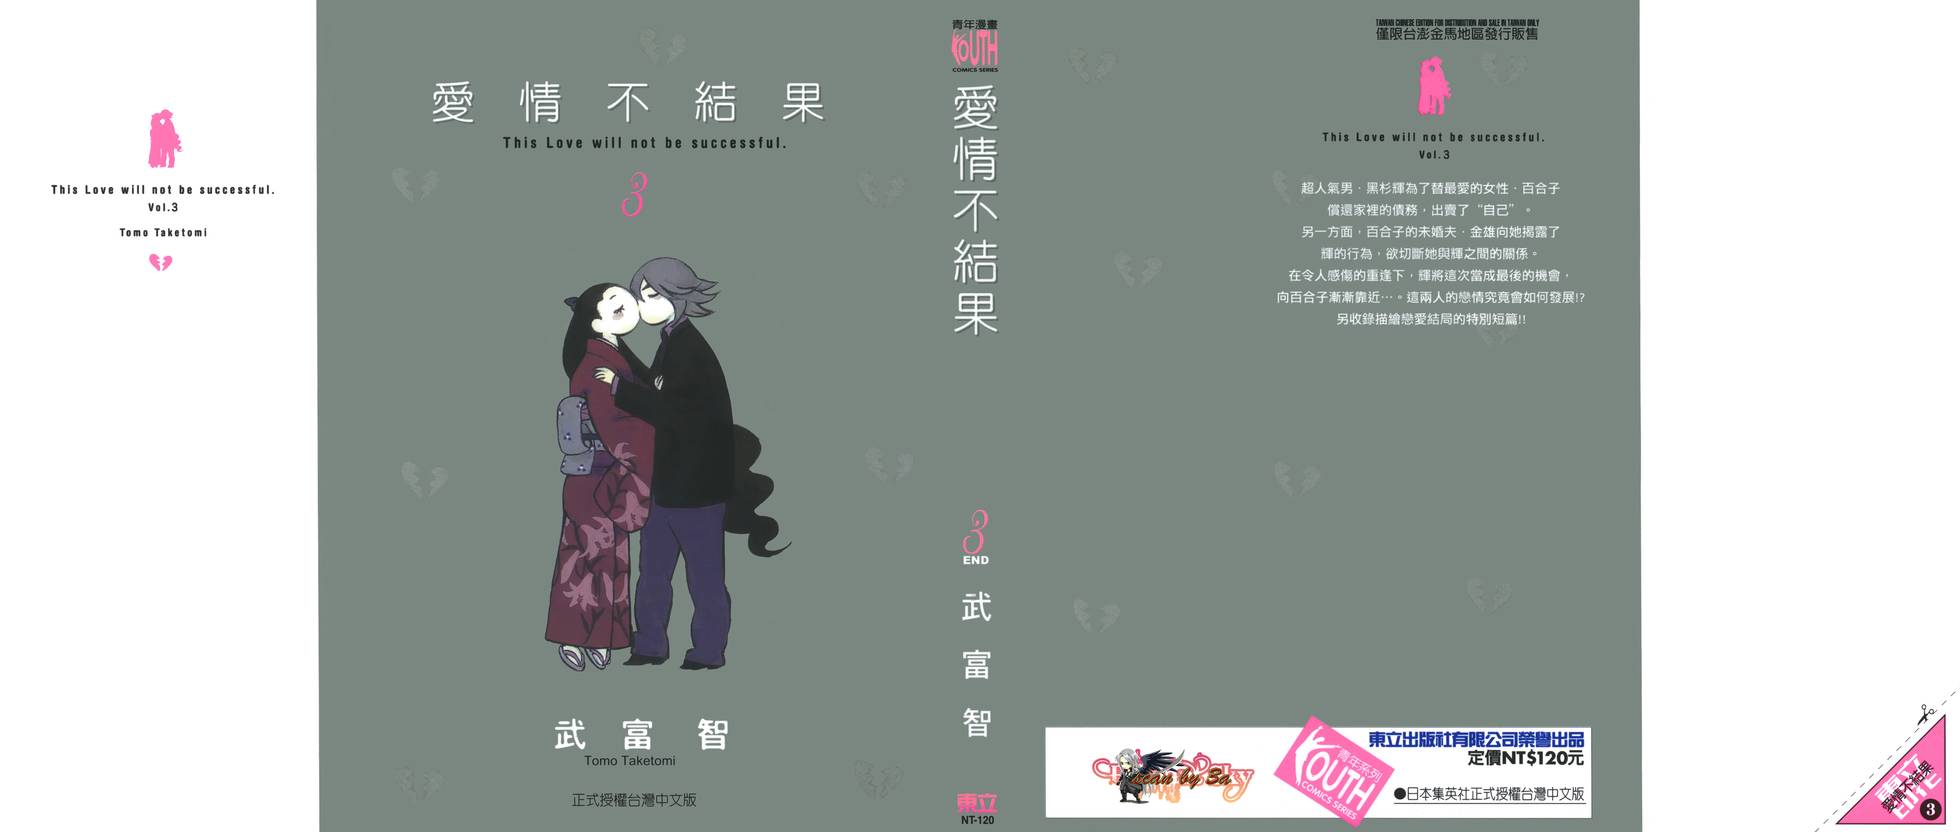 This Love will not be successful.
Vol.3
Tomo Taketomi
愛情不結果
This Love will not be successful.
3
武富智
Tomo Taketomi
正式授權台灣中文版
青年漫畫
YOUTH
COMICS SERIES
愛情不結果
3
END
武富智
東立
NT-120
TAIWAN CHINESE EDITION FOR DISTRIBUTION AND SALE IN TAIWAN ONLY
僅限台澎金馬地區發行販售
This Love will not be successful.
Vol.3
超人氣男．黑杉輝為了替最愛的女性．百合子
償還家裡的債務，出賣了“自己”。
另一方面，百合子的未婚夫．金雄向她揭露了
輝的行為，欲切斷她與輝之間的關係。
在令人感傷的重逢下，輝將這次當成最後的機會，
向百合子漸漸靠近…。這兩人的戀情究竟會如何發展!?
另收錄描繪戀愛結局的特別短篇!!
scan by 3a
青年系列
YOUTH
COMICS SERIES
東立出版社有限公司榮譽出品
定價NT$120元
●日本集英社正式授權台灣中文版
東立
愛情不結果
3